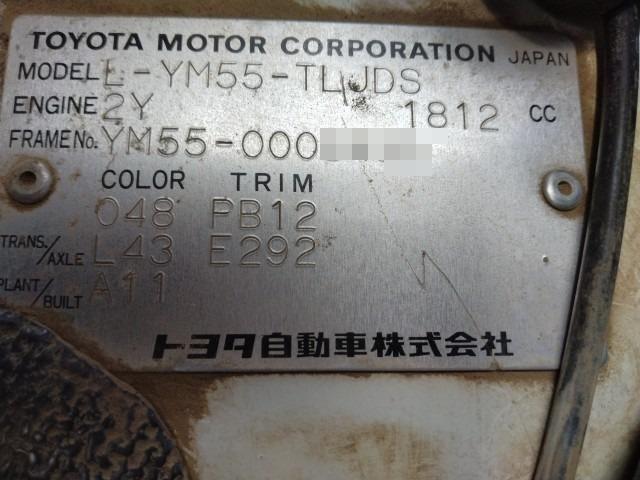 TOYOTA MOTOR CORPORATION JAPAN
MODEL L-YM55-TLJDS
ENGINE 2Y 1812 CC
FRAME No. YM55-000
COLOR TRIM
048 PB12
TRANS./AXLE L43 E292
PLANT/BUILT A11
トヨタ自動車株式会社